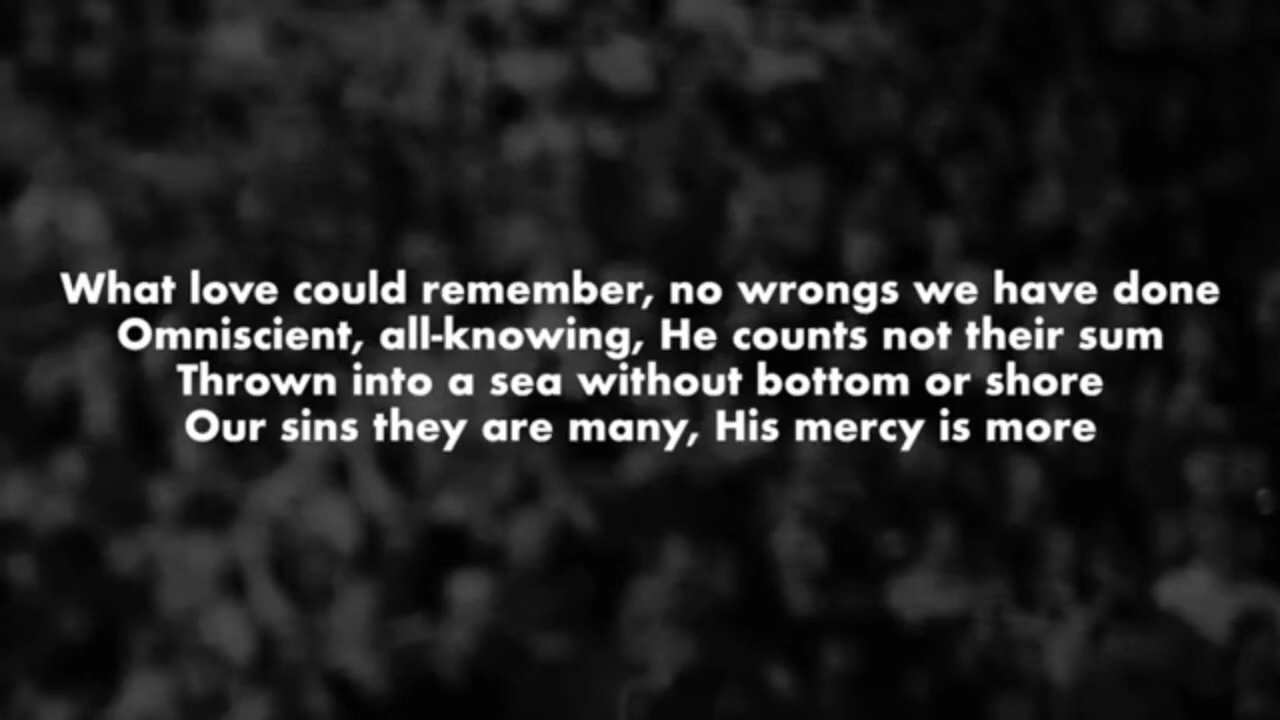 What love could remember, no wrongs we have done
Omniscient, all-knowing, He counts not their sum
Thrown into a sea without bottom or shore
Our sins they are many, His mercy is more